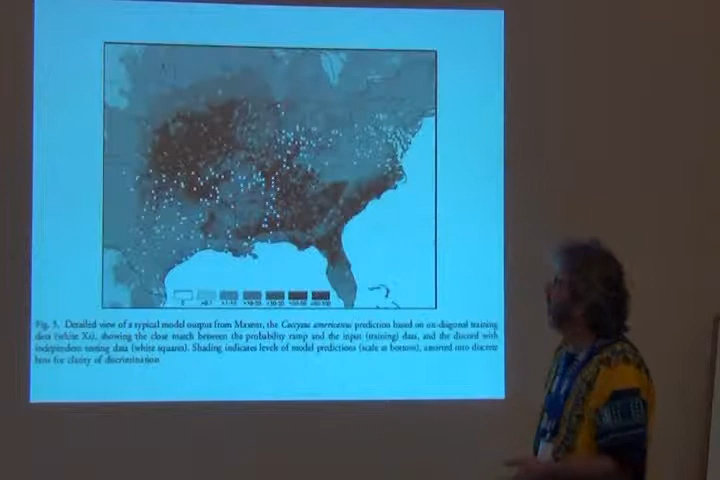 Fig. 5. Detailed view of a typical model output from Maxent, the Coccyzus americanus prediction based on on-diagonal training
data (white Xs), showing the close match between the probability ramp and the input (training) data, and the discord with
independent testing data (white squares). Shading indicates levels of model predictions (scale at bottom), assorted into discrete
bins for clarity of discrimination